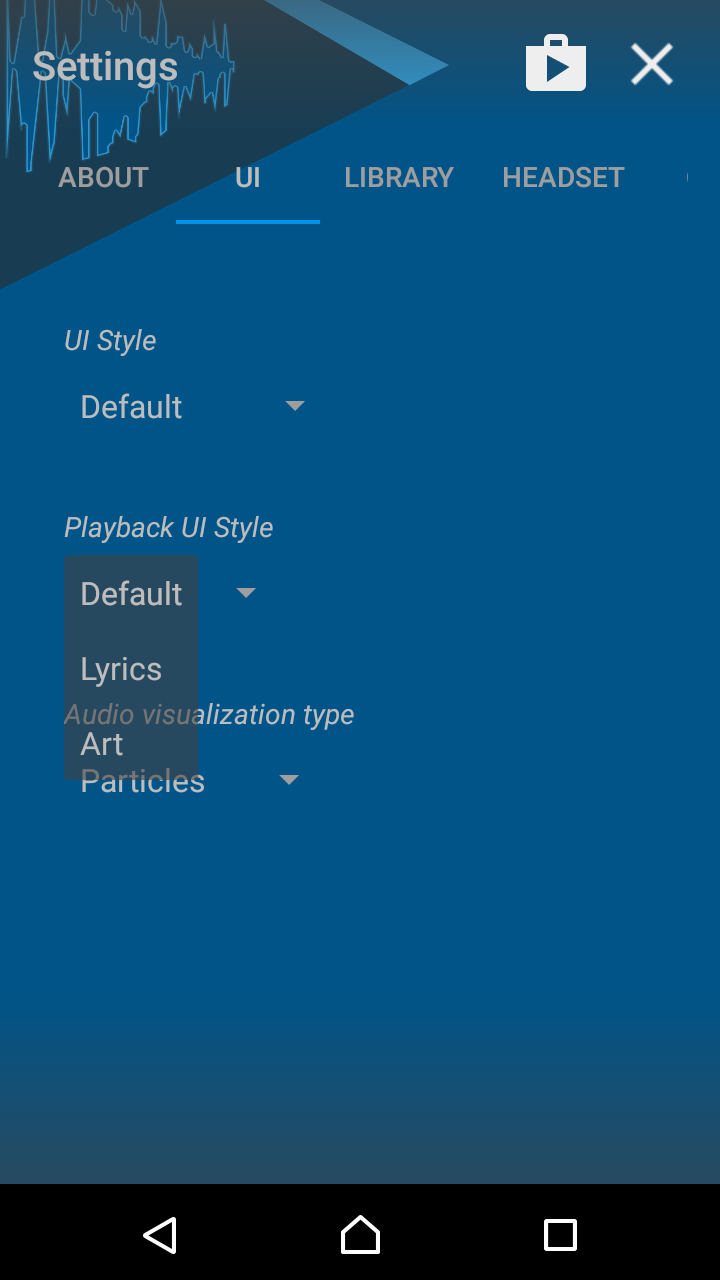 Settings
ABOUT UI LIBRARY HEADSET
UI Style
Default
Playback UI Style
Default
Lyrics
Audio visualization type
Art
Particles